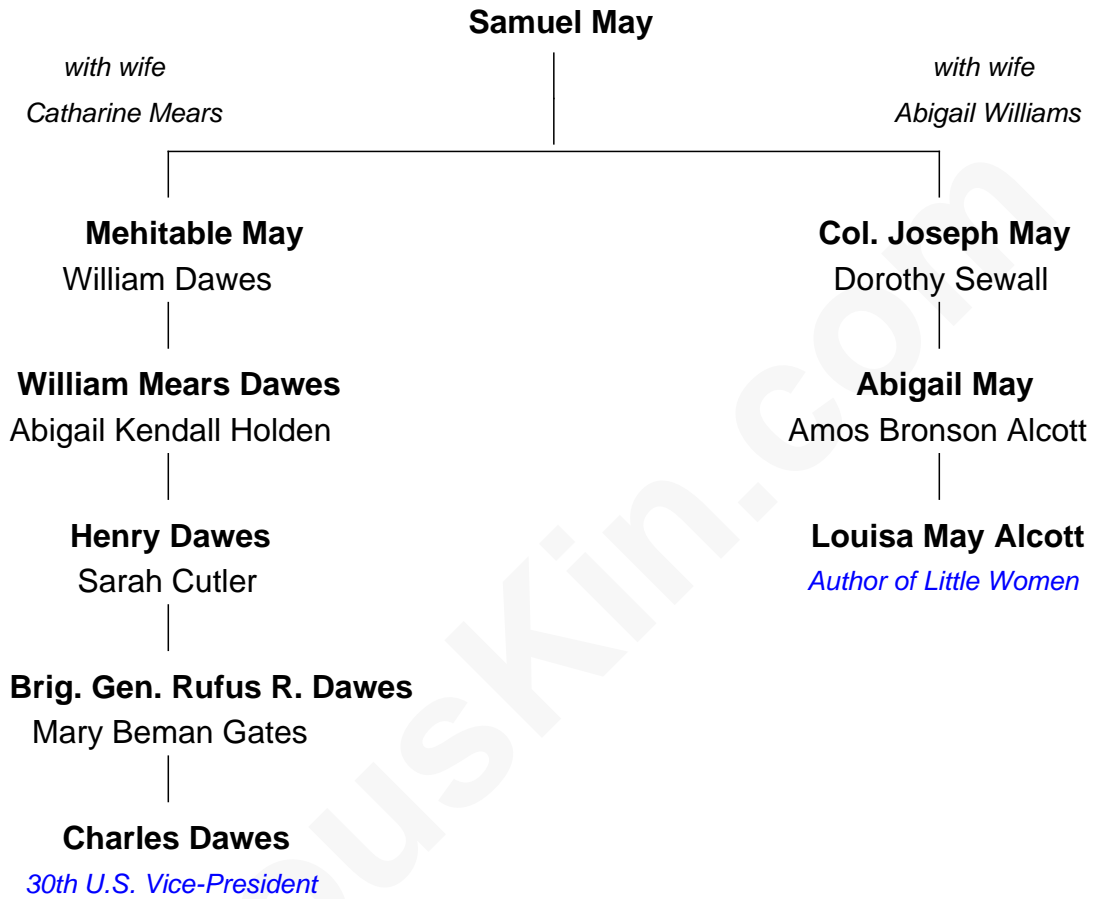 Samuel May
with wife
Catharine Mears
with wife
Abigail Williams
Mehitable May
William Dawes
William Mears Dawes
Abigail Kendall Holden
Henry Dawes
Sarah Cutler
Brig. Gen. Rufus R. Dawes
Mary Beman Gates
Charles Dawes
30th U.S. Vice-President
Col. Joseph May
Dorothy Sewall
Abigail May
Amos Bronson Alcott
Louisa May Alcott
Author of Little Women
ousKin.com